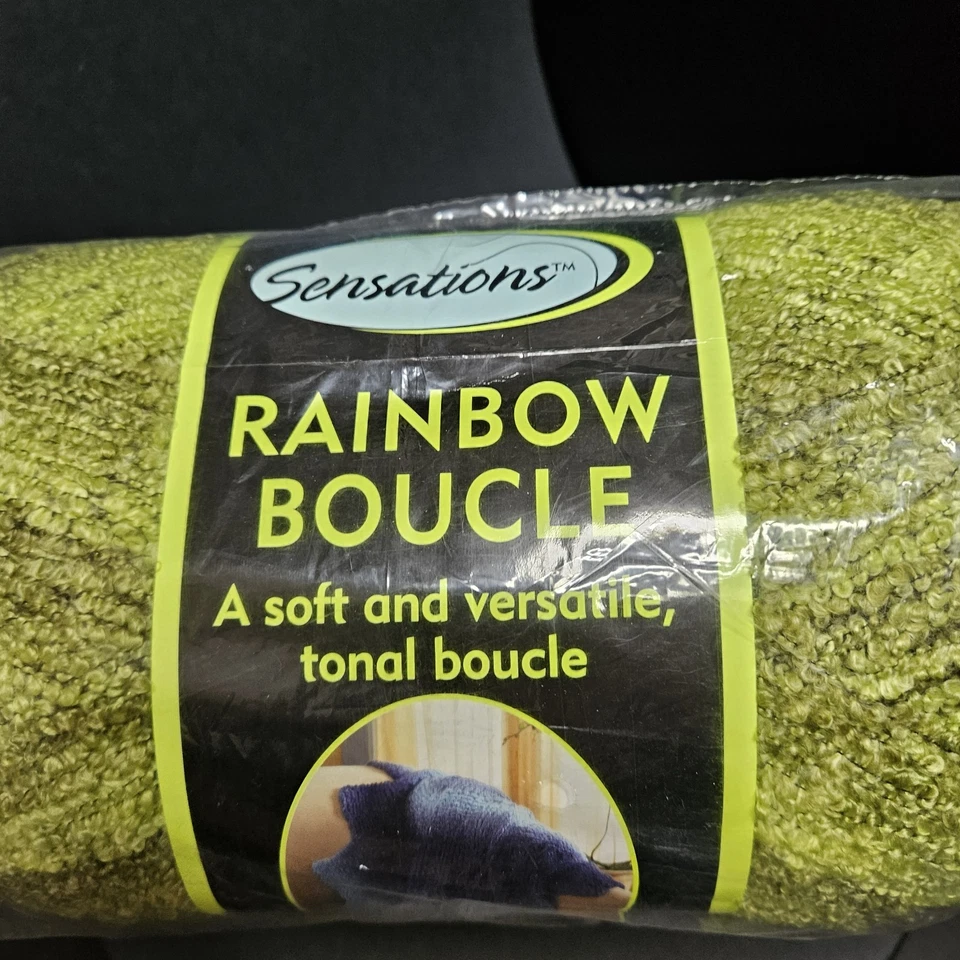 Sensations™
RAINBOW
BOUCLE
A soft and versatile,
tonal boucle